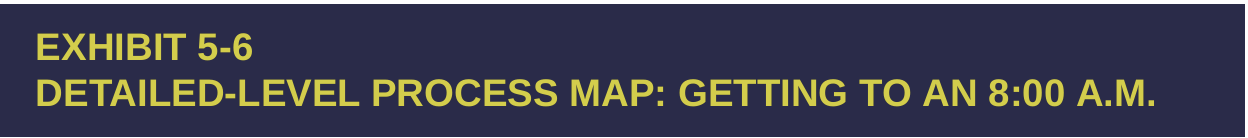 EXHIBIT 5-6
DETAILED-LEVEL PROCESS MAP: GETTING TO AN 8:00 A.M.